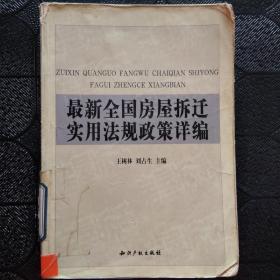 ZUIXIN QUANGUO FANGWU CHAIQIAN SHIYONG
FAGUI ZHENGCE XIANGBIAN
最新全国房屋拆迁
实用法规政策详编
王树林 刘占生 主编
知识产权出版社